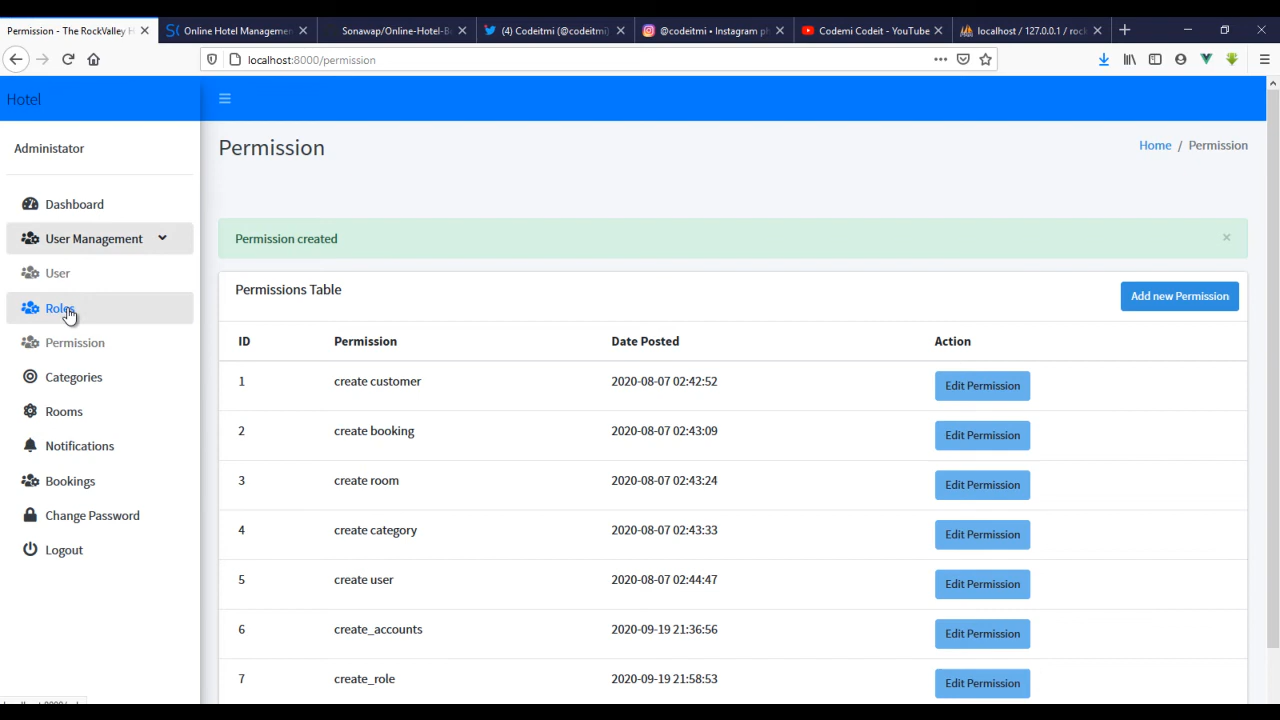 Permission - The RockValley H
Online Hotel Managemen
Sonawap/Online-Hotel-B
(4) Codeitmi (@codeitmi)
@codeitmi • Instagram p
Codemi Codeit - YouTube
localhost / 127.0.0.1 / rock
localhost:8000/permission
Hotel
Administator
Dashboard
User Management
User
Roles
Permission
Categories
Rooms
Notifications
Bookings
Change Password
Logout
Permission
Home / Permission
Permission created
×
Permissions Table
Add new Permission
ID Permission Date Posted Action
1 create customer 2020-08-07 02:42:52 Edit Permission
2 create booking 2020-08-07 02:43:09 Edit Permission
3 create room 2020-08-07 02:43:24 Edit Permission
4 create category 2020-08-07 02:43:33 Edit Permission
5 create user 2020-08-07 02:44:47 Edit Permission
6 create_accounts 2020-09-19 21:36:56 Edit Permission
7 create_role 2020-09-19 21:58:53 Edit Permission